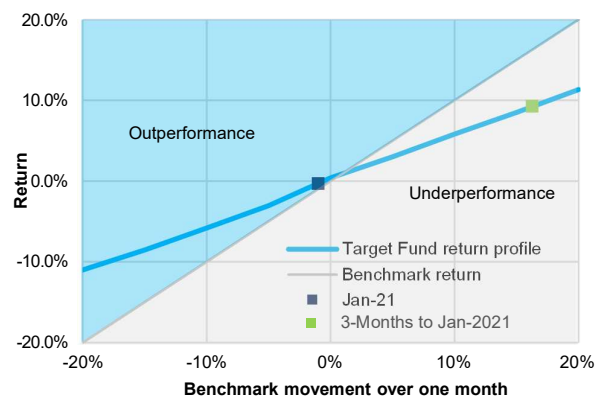 20.0%
10.0%
0.0%
-10.0%
-20.0%
Return
Outperformance
Underperformance
Target Fund return profile
Benchmark return
Jan-21
3-Months to Jan-2021
-20%
-10%
0%
10%
20%
Benchmark movement over one month